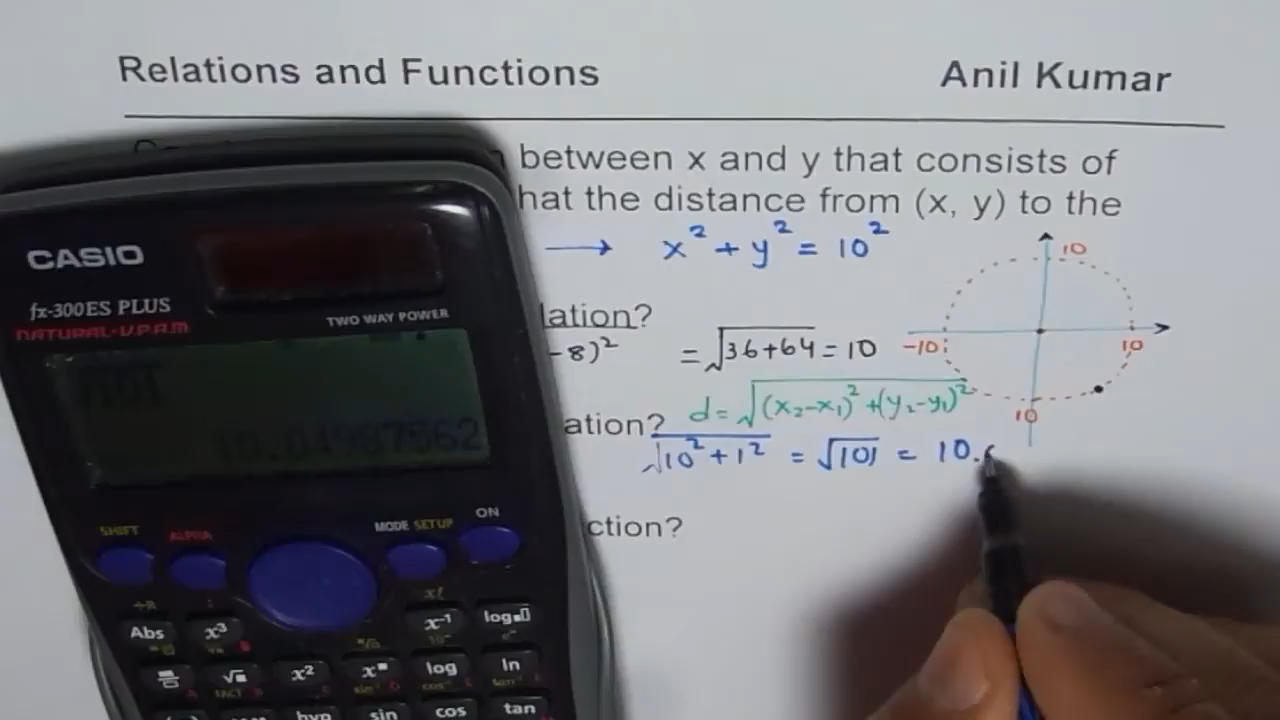 Relations and Functions Anil Kumar
between x and y that consists of
hat the distance from (x, y) to the
→ x² + y² = 10²
10
lation?
-8)² = √36+64 = 10
-10 10
d = √(x₂-x₁)² + (y₂-y₁)²
10
ation?
√10² + 1² = √101 = 10.
ction?
CASIO
fx-300ES PLUS
NATURAL-V.P.A.M.
TWO WAY POWER
√101
10.04987562
SHIFT ALPHA MODE SETUP ON
Abs x³ x⁻¹ log
√ x² log ln
hyp sin cos tan